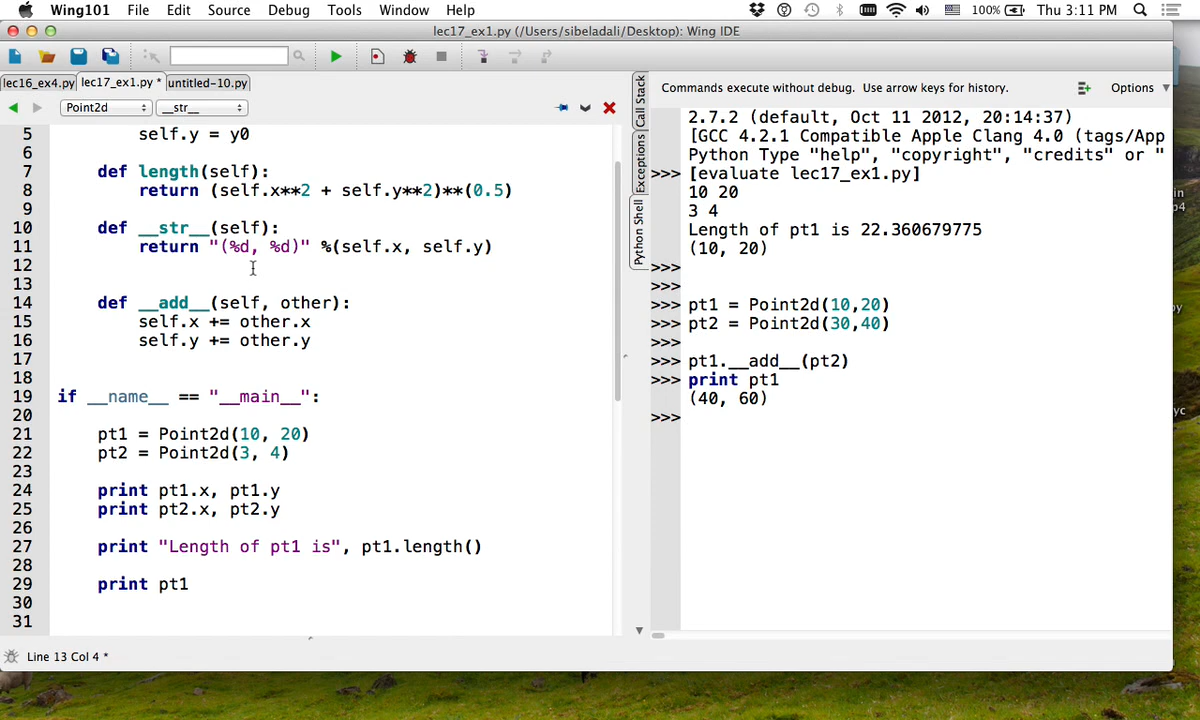 Wing101 File Edit Source Debug Tools Window Help 100% Thu 3:11 PM
lec17_ex1.py (/Users/sibeladali/Desktop): Wing IDE
lec16_ex4.py lec17_ex1.py * untitled-10.py
Point2d __str__
5 self.y = y0
6
7 def length(self):
8 return (self.x**2 + self.y**2)**(0.5)
9
10 def __str__(self):
11 return "(%d, %d)" %(self.x, self.y)
12
13
14 def __add__(self, other):
15 self.x += other.x
16 self.y += other.y
17
18
19 if __name__ == "__main__":
20
21 pt1 = Point2d(10, 20)
22 pt2 = Point2d(3, 4)
23
24 print pt1.x, pt1.y
25 print pt2.x, pt2.y
26
27 print "Length of pt1 is", pt1.length()
28
29 print pt1
30
31
Line 13 Col 4 *
Call Stack
Exceptions
Python Shell
Commands execute without debug. Use arrow keys for history. Options
2.7.2 (default, Oct 11 2012, 20:14:37)
[GCC 4.2.1 Compatible Apple Clang 4.0 (tags/App
Python Type "help", "copyright", "credits" or "
>>> [evaluate lec17_ex1.py]
10 20
3 4
Length of pt1 is 22.360679775
(10, 20)
>>>
>>>
>>> pt1 = Point2d(10,20)
>>> pt2 = Point2d(30,40)
>>>
>>> pt1.__add__(pt2)
>>> print pt1
(40, 60)
>>>
in
p4
py
yc